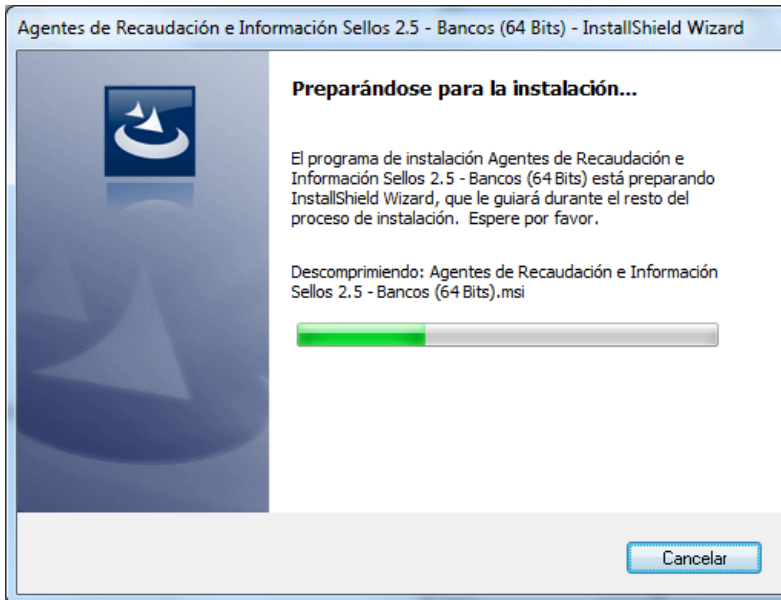 Agentes de Recaudación e Información Sellos 2.5 - Bancos (64 Bits) - InstallShield Wizard
Preparándose para la instalación...
El programa de instalación Agentes de Recaudación e
Información Sellos 2.5 - Bancos (64 Bits) está preparando
InstallShield Wizard, que le guiará durante el resto del
proceso de instalación. Espere por favor.
Descomprimiendo: Agentes de Recaudación e Información
Sellos 2.5 - Bancos (64 Bits).msi
Cancelar